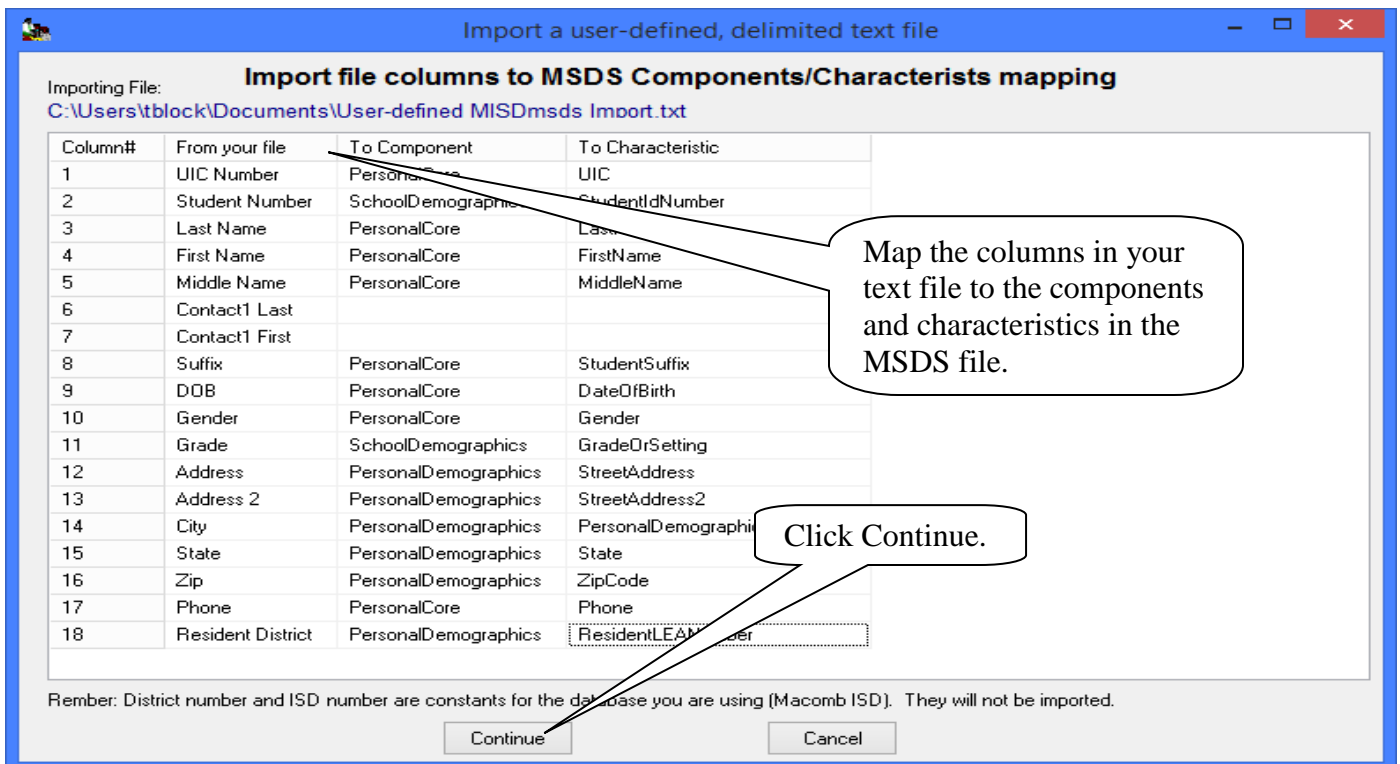 Import a user-defined, delimited text file
Import file columns to MSDS Components/Characterists mapping
Importing File:
C:\Users\tblock\Documents\User-defined MISDmsds Import.txt
Column# From your file To Component To Characteristic
1 UIC Number UIC
2 Student Number SchoolDemographics StudentIdNumber
3 Last Name PersonalCore
4 First Name PersonalCore FirstName
5 Middle Name PersonalCore MiddleName
6 Contact1 Last
7 Contact1 First
8 Suffix PersonalCore StudentSuffix
9 DOB PersonalCore DateOfBirth
10 Gender PersonalCore Gender
11 Grade SchoolDemographics GradeOrSetting
12 Address PersonalDemographics StreetAddress
13 Address 2 PersonalDemographics StreetAddress2
14 City PersonalDemographics
15 State PersonalDemographics State
16 Zip PersonalDemographics ZipCode
17 Phone PersonalCore Phone
18 Resident District PersonalDemographics
Map the columns in your
text file to the components
and characteristics in the
MSDS file.
Click Continue.
Rember: District number and ISD number are constants for the database you are using (Macomb ISD). They will not be imported.
Continue Cancel